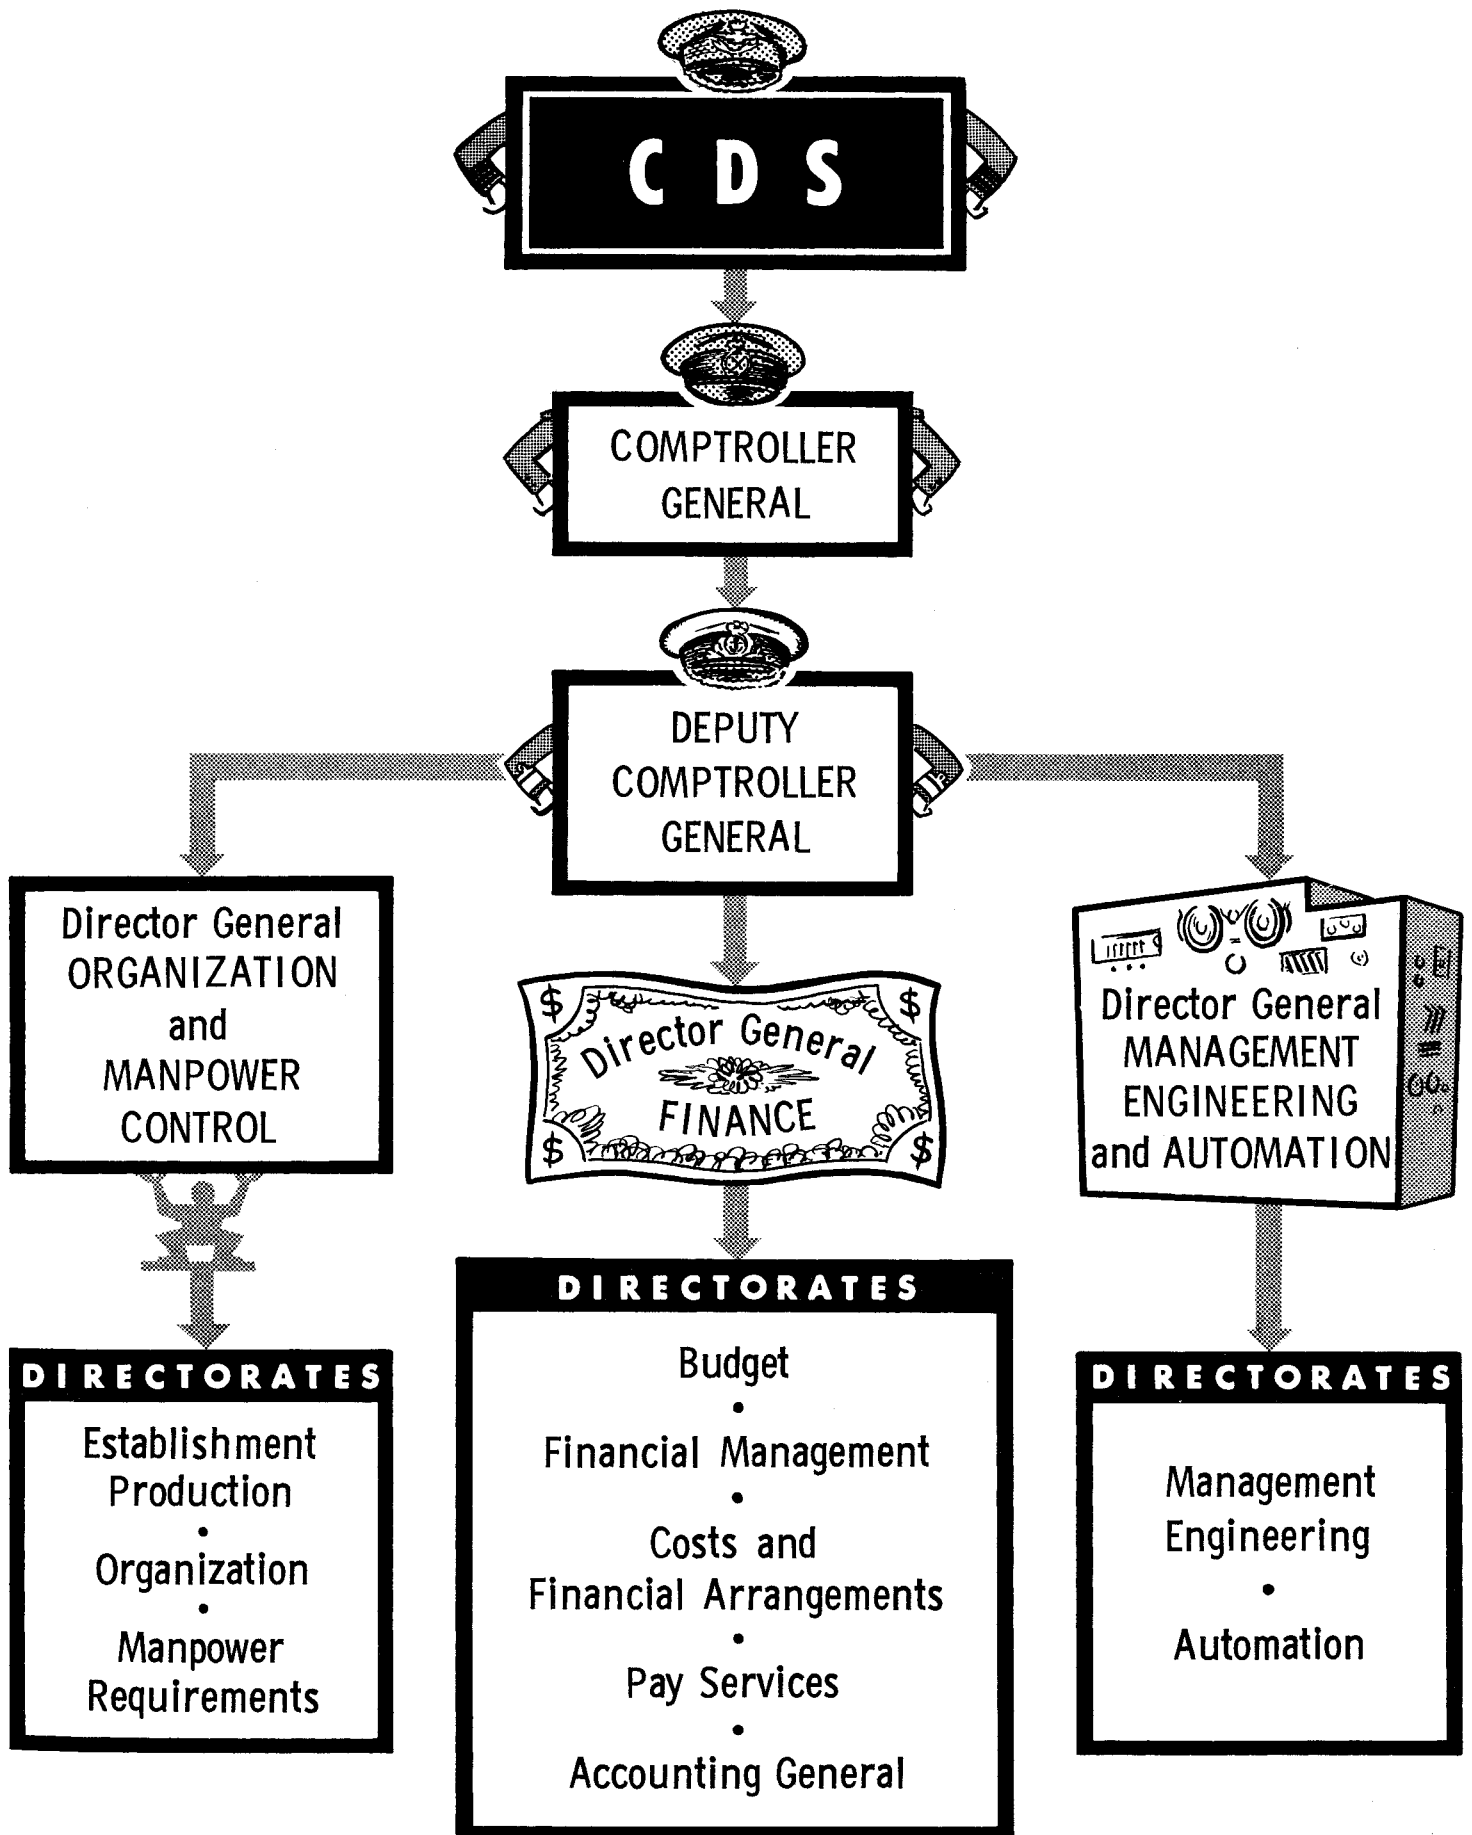 C D S
COMPTROLLER
GENERAL
DEPUTY
COMPTROLLER
GENERAL
Director General
ORGANIZATION
and
MANPOWER
CONTROL
$ $
Director General
FINANCE
$ $
Director General
MANAGEMENT
ENGINEERING
and AUTOMATION
DIRECTORATES
Establishment
Production
•
Organization
•
Manpower
Requirements
DIRECTORATES
Budget
•
Financial Management
•
Costs and
Financial Arrangements
•
Pay Services
•
Accounting General
DIRECTORATES
Management
Engineering
•
Automation